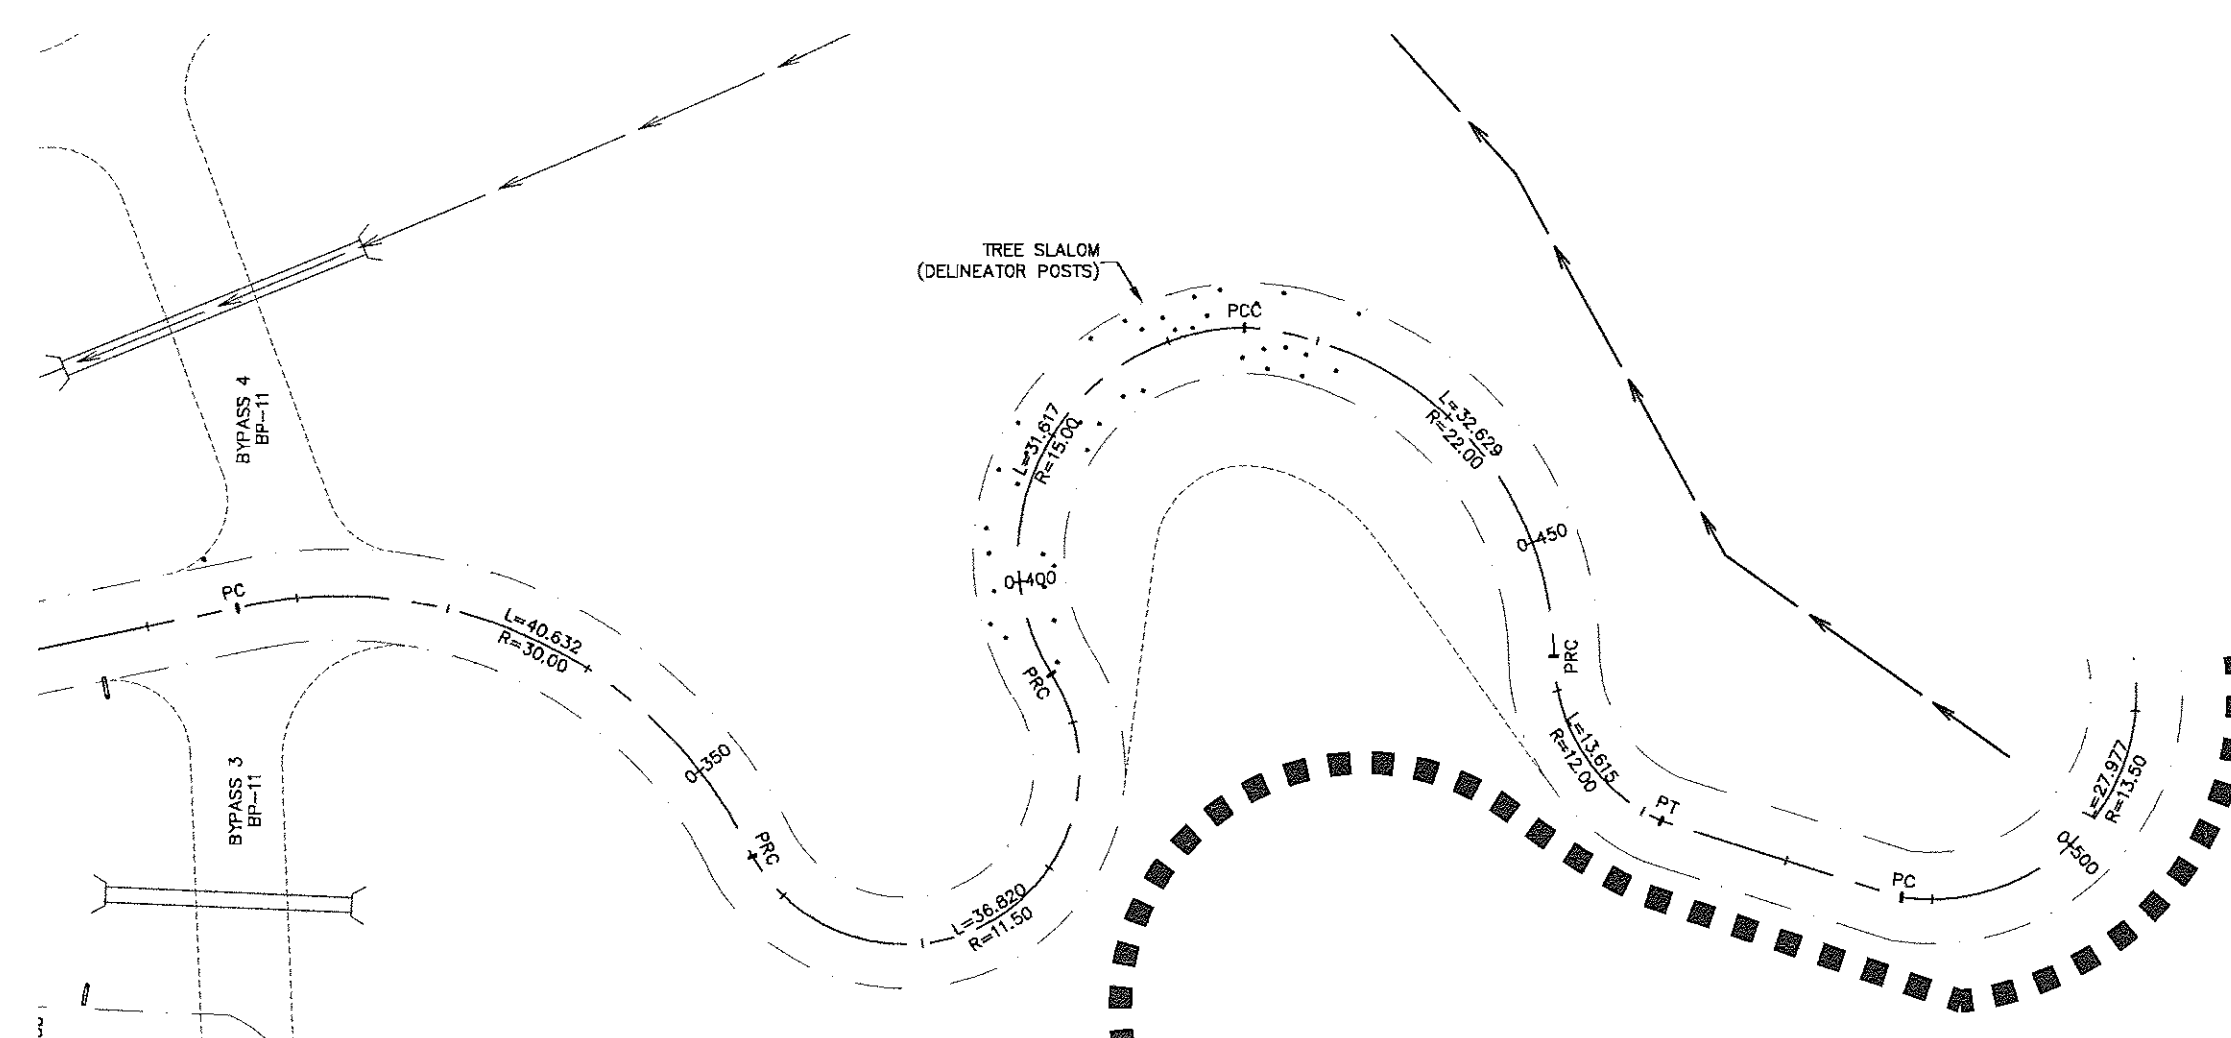 TREE SLALOM
(DELINEATOR POSTS)
PCC
BYPASS 4
BP-11
L=31.617
R=15.00
L=32.629
R=22.00
0+450
0+400
PC
L=40.632
R=30.00
PRC
PRC
0+350
BYPASS 3
BP-11
PRC
L=13.615
R=12.00
PT
L=27.977
R=13.50
0+500
PC
L=36.820
R=11.50